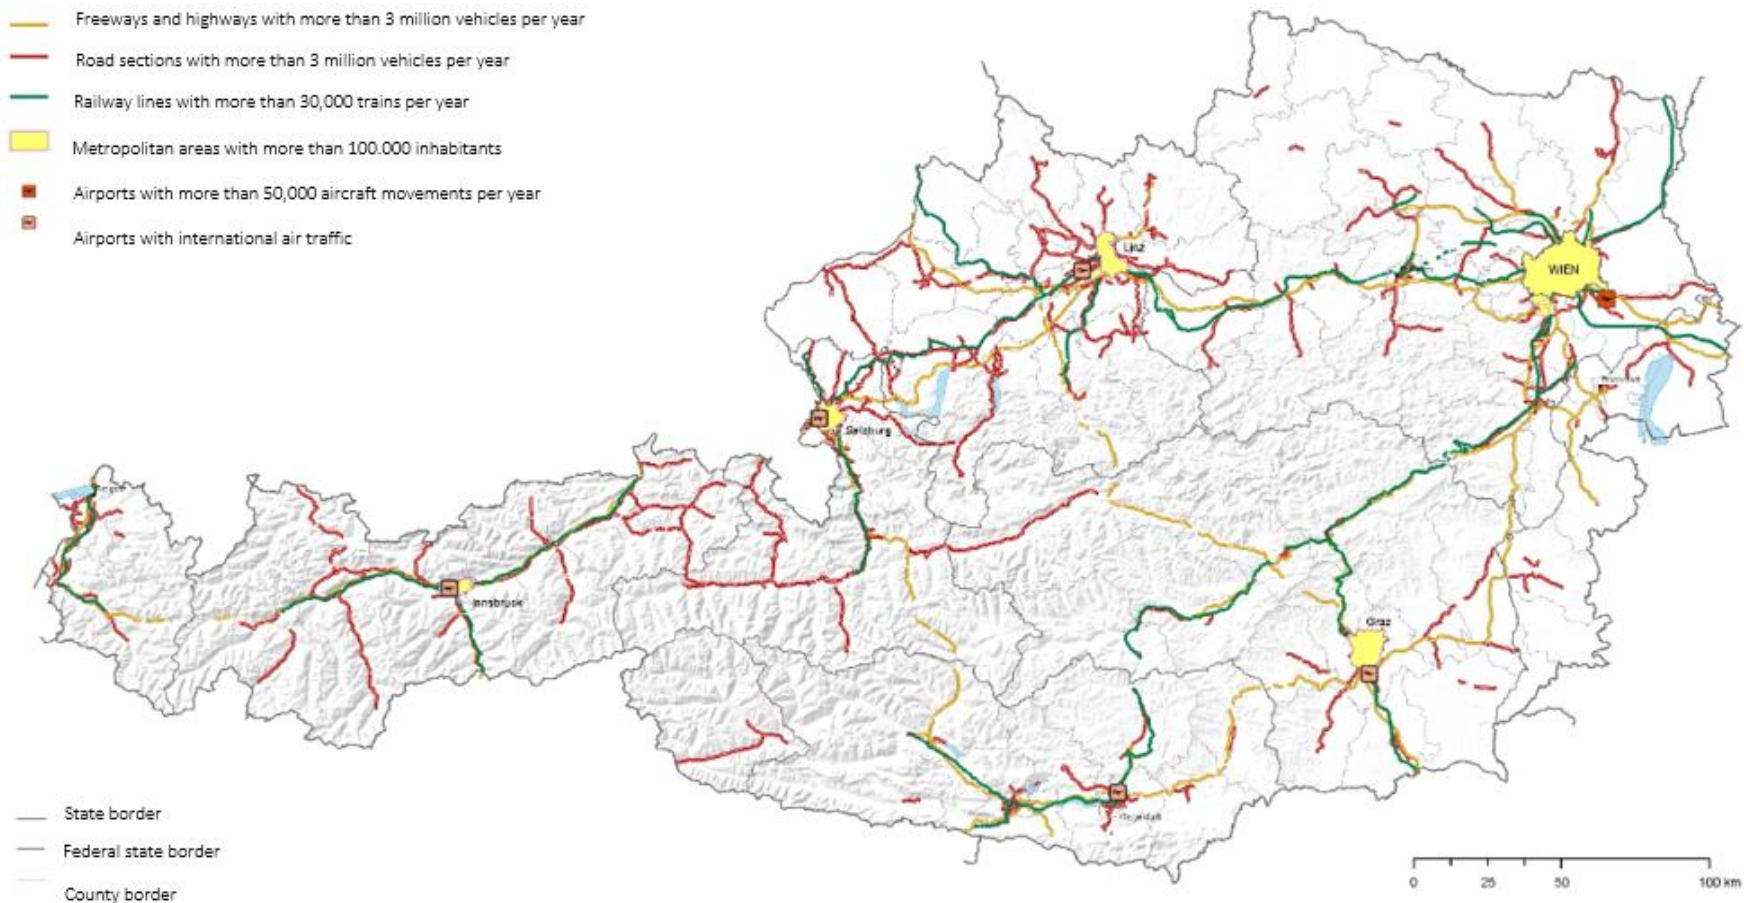 Freeways and highways with more than 3 million vehicles per year
Road sections with more than 3 million vehicles per year
Railway lines with more than 30,000 trains per year
Metropolitan areas with more than 100.000 inhabitants
Airports with more than 50,000 aircraft movements per year
Airports with international air traffic
Linz
WIEN
Salzburg
Innsbruck
Graz
State border
Federal state border
County border
0 25 50 100 km